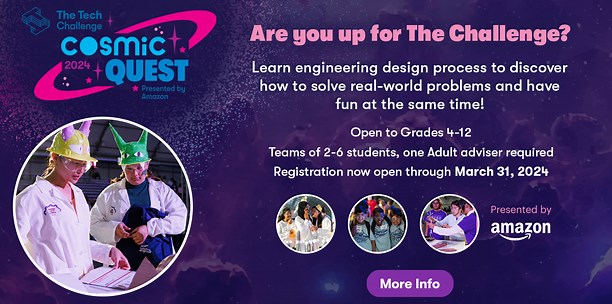 The Tech
Challenge
COSMIC
2024 QUEST
Presented by
Amazon
Are you up for The Challenge?
Learn engineering design process to discover
how to solve real-world problems and have
fun at the same time!
Open to Grades 4-12
Teams of 2-6 students, one Adult adviser required
Registration now open through March 31, 2024
Presented by
amazon
More Info